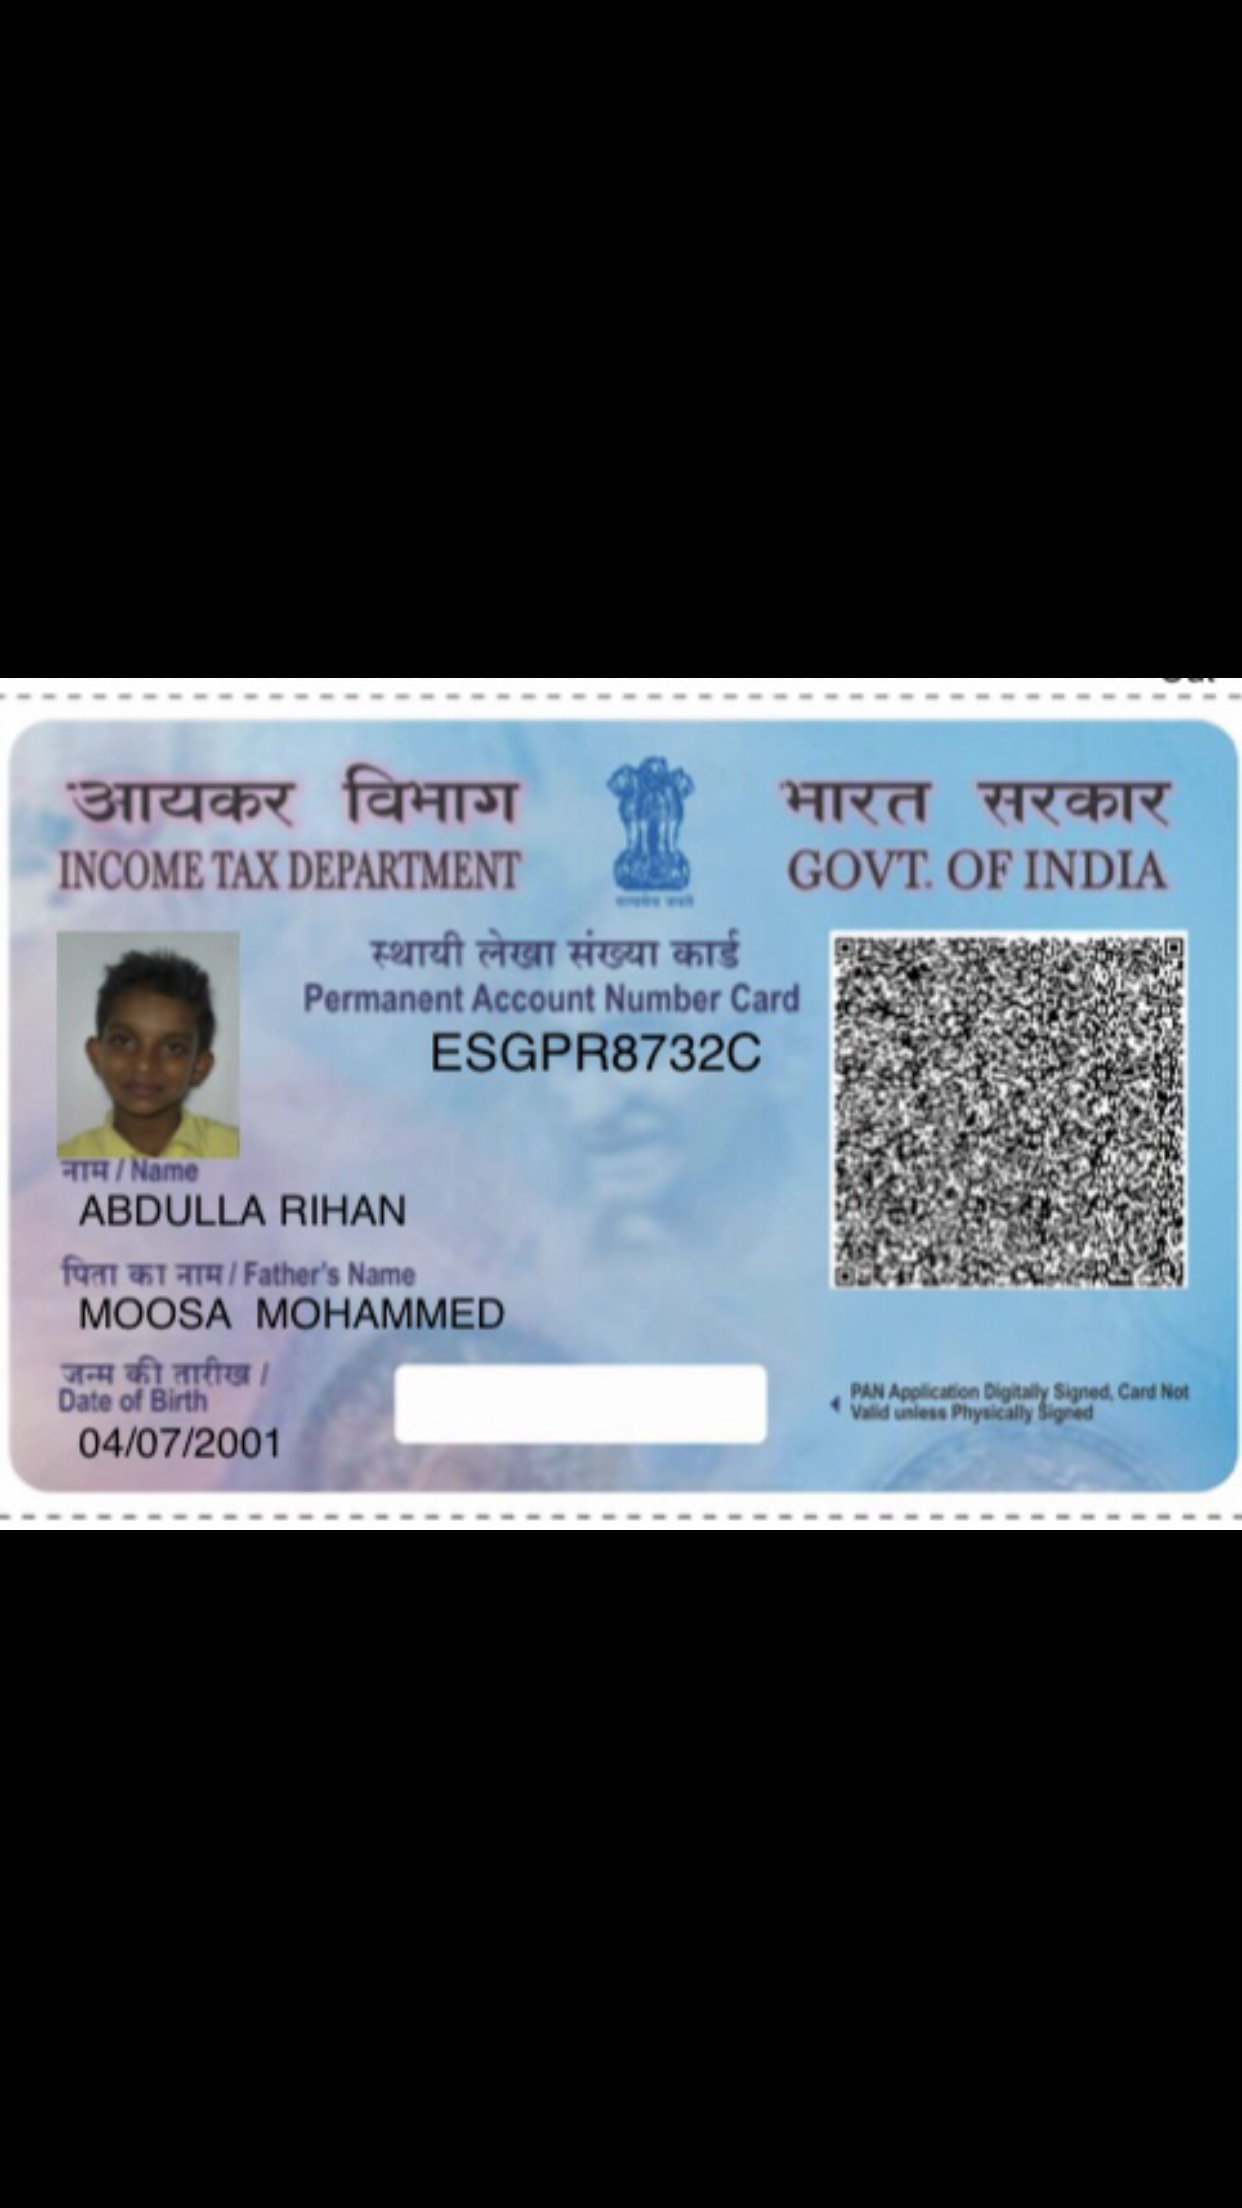 आयकर विभाग
INCOME TAX DEPARTMENT
भारत सरकार
GOVT. OF INDIA
सत्यमेव जयते
स्थायी लेखा संख्या कार्ड
Permanent Account Number Card
ESGPR8732C
नाम / Name
ABDULLA RIHAN
पिता का नाम / Father's Name
MOOSA MOHAMMED
जन्म की तारीख /
Date of Birth
04/07/2001
PAN Application Digitally Signed, Card Not
Valid unless Physically Signed